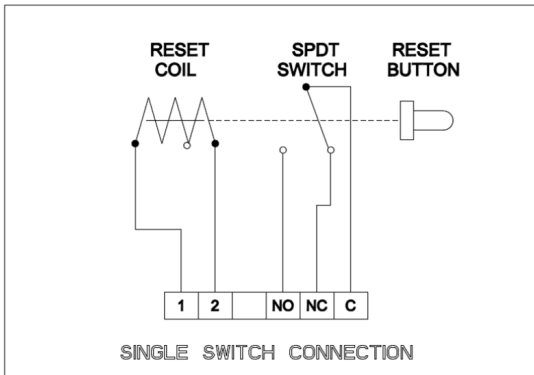 RESET COIL
SPDT SWITCH
RESET BUTTON
1 2 NO NC C
SINGLE SWITCH CONNECTION